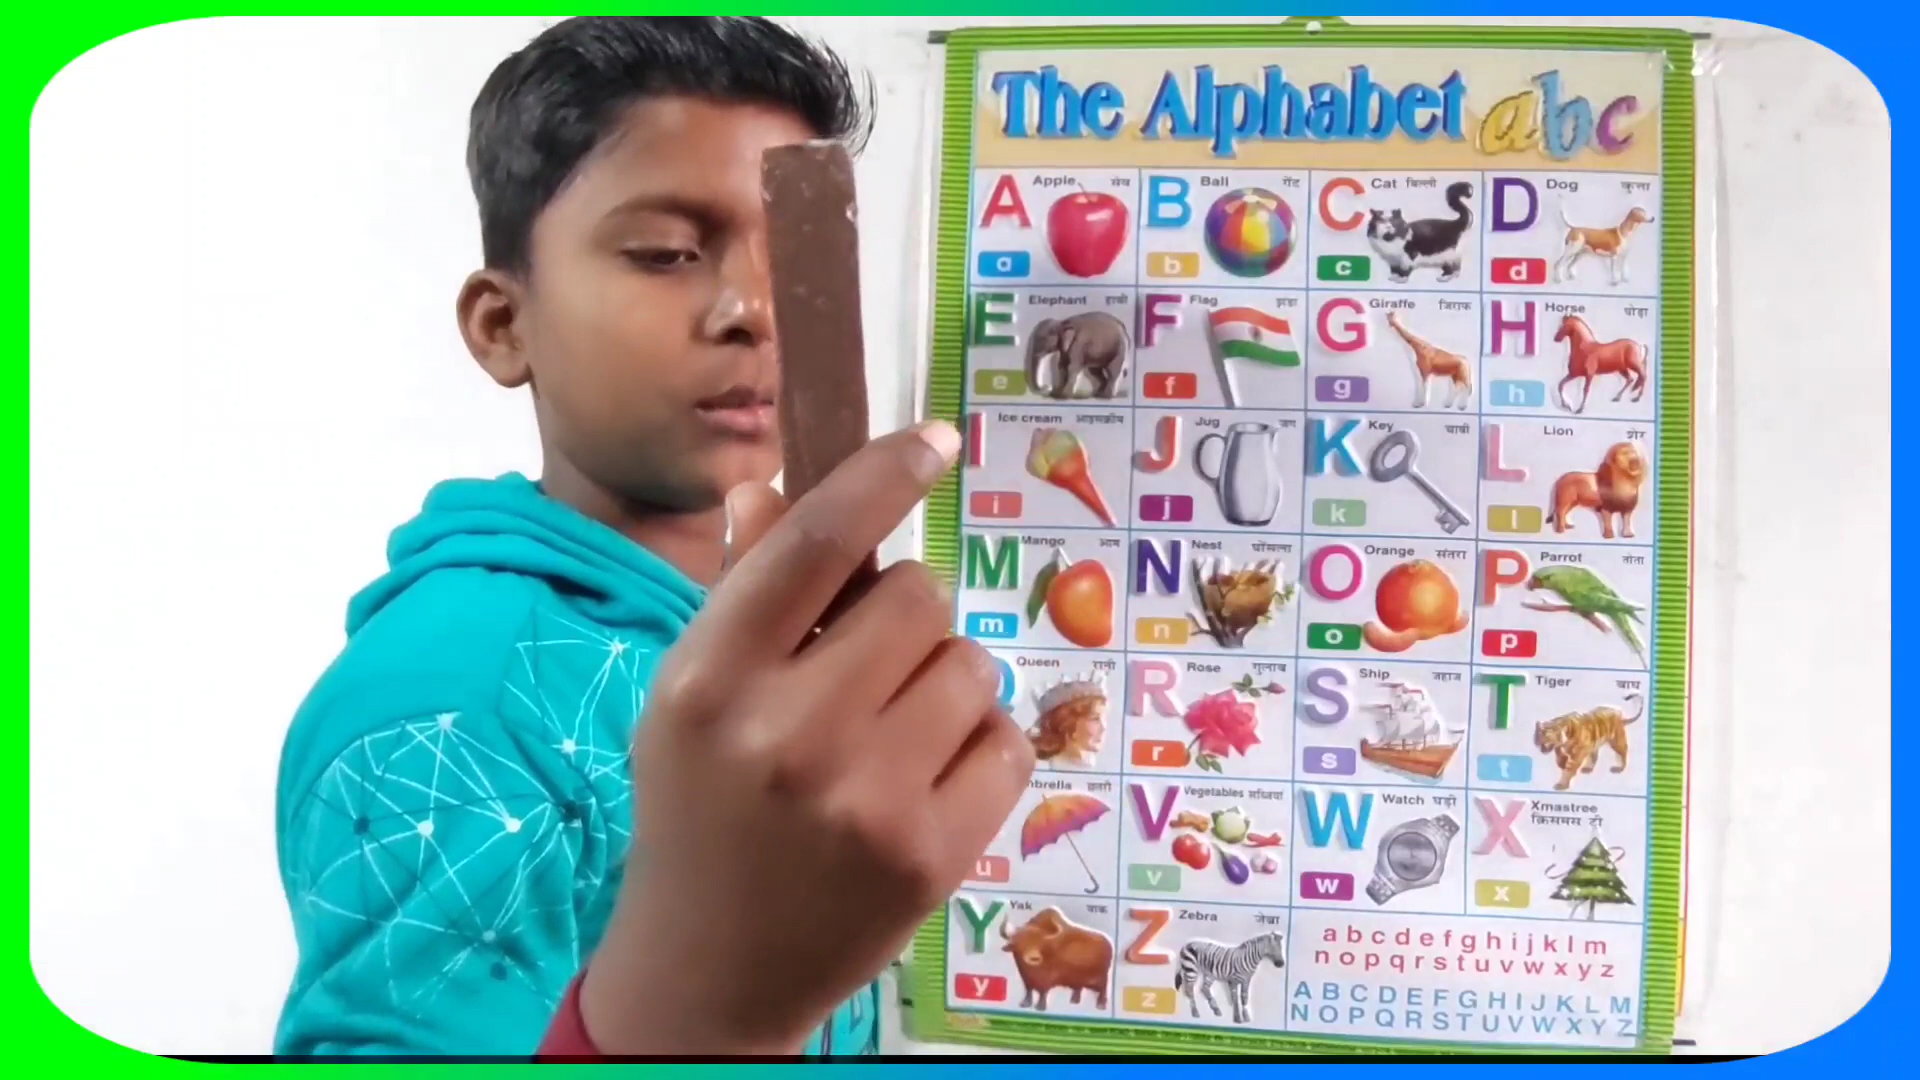 The Alphabet abc
A Apple सेब a
B Ball गेंद b
C Cat बिल्ली c
D Dog कुत्ता d
E Elephant हाथी e
F Flag झंडा f
G Giraffe जिराफ g
H Horse घोड़ा h
I Ice cream आइसक्रीम i
J Jug जग j
K Key चाबी k
L Lion शेर l
M Mango आम m
N Nest घोंसला n
O Orange संतरा o
P Parrot तोता p
Queen रानी
R Rose गुलाब r
S Ship जहाज s
T Tiger बाघ t
brella छतरी u
V Vegetables सब्जियां v
W Watch घड़ी w
X Xmastree
क्रिसमस ट्री x
Y Yak याक y
Z Zebra जेब्रा z
a b c d e f g h i j k l m
n o p q r s t u v w x y z
A B C D E F G H I J K L M
N O P Q R S T U V W X Y Z